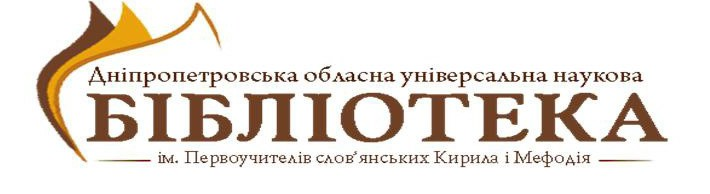 Дніпропетровська обласна універсальна наукова
БІБЛІОТЕКА
ім. Первоучителів слов'янських Кирила і Мефодія